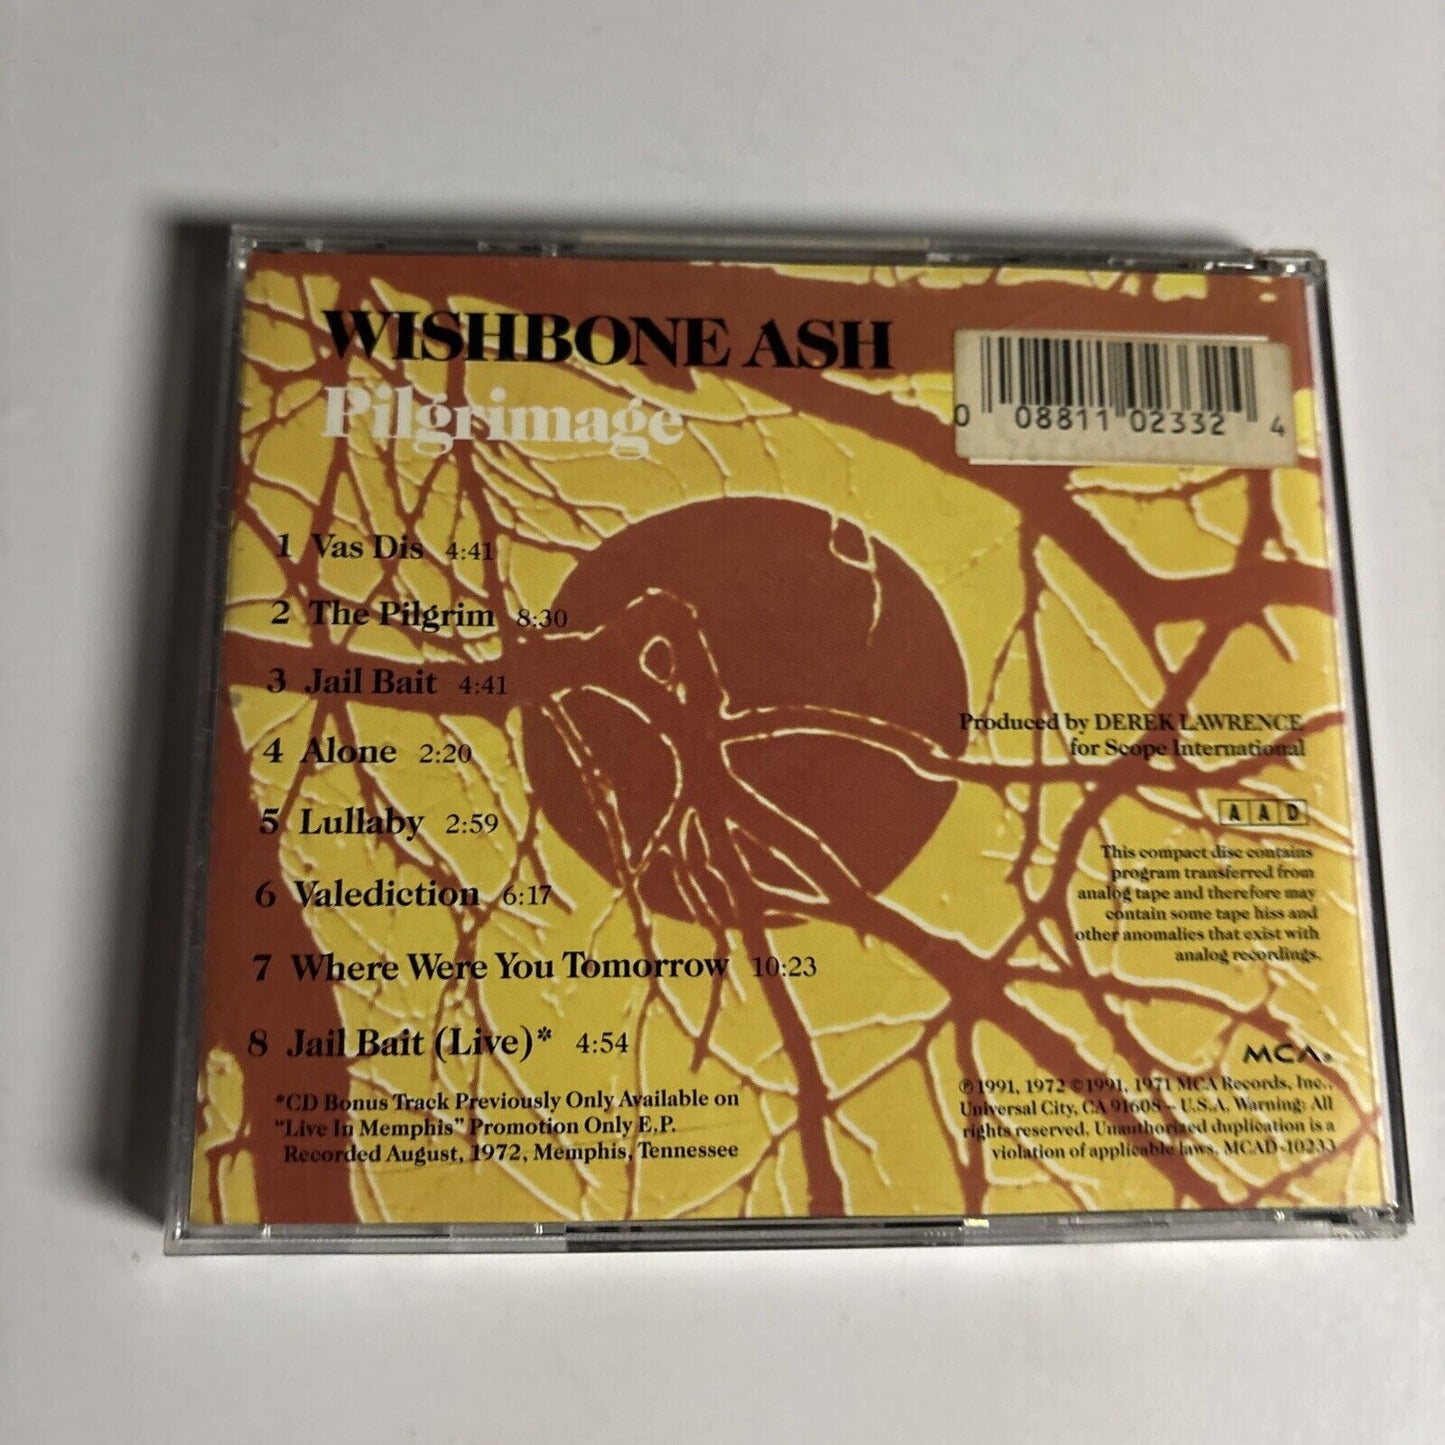 WISHBONE ASH
Pilgrimage
0 08811 02332 4
1 Vas Dis 4:41
2 The Pilgrim 8:30
3 Jail Bait 4:41
4 Alone 2:20
5 Lullaby 2:59
6 Valediction 6:17
7 Where Were You Tomorrow 10:23
8 Jail Bait (Live)* 4:54
*CD Bonus Track Previously Only Available on
"Live In Memphis" Promotion Only E.P.
Recorded August, 1972, Memphis, Tennessee
Produced by DEREK LAWRENCE
for Scope International
A A D
This compact disc contains
program transferred from
analog tape and therefore may
contain some tape hiss and
other anomalies that exist with
analog recordings.
MCA®
℗1991, 1972 ©1991, 1971 MCA Records, Inc.,
Universal City, CA 91608 – U.S.A. Warning: All
rights reserved. Unauthorized duplication is a
violation of applicable laws. MCAD-10233